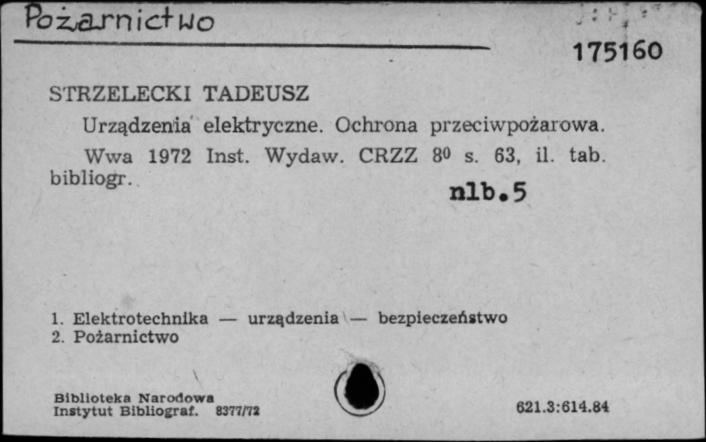 Pożarnictwo
175160
STRZELECKI TADEUSZ
Urządzenia elektryczne. Ochrona przeciwpożarowa.
Wwa 1972 Inst. Wydaw. CRZZ 8º s. 63, il. tab.
bibliogr.
nlb.5
1. Elektrotechnika — urządzenia — bezpieczeństwo
2. Pożarnictwo
Biblioteka Narodowa
Instytut Bibliograf. 8377/72
621.3:614.84